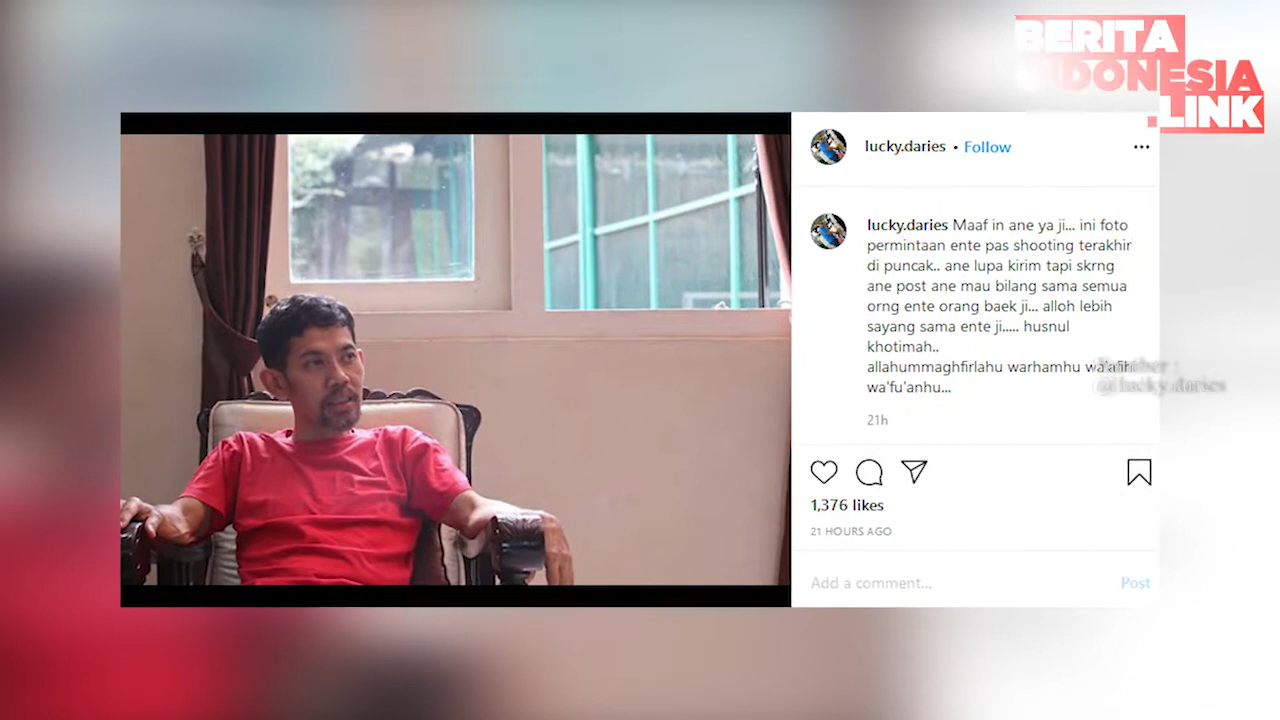 BERITA
INDONESIA
.LINK
lucky.daries • Follow
lucky.daries Maaf in ane ya ji... ini foto
permintaan ente pas shooting terakhir
di puncak.. ane lupa kirim tapi skrng
ane post ane mau bilang sama semua
orng ente orang baek ji... alloh lebih
sayang sama ente ji..... husnul
khotimah..
allahummaghfirlahu warhamhu wa'afihi
wa'fu'anhu...
21h
1,376 likes
21 HOURS AGO
Add a comment... Post
@lucky.daries